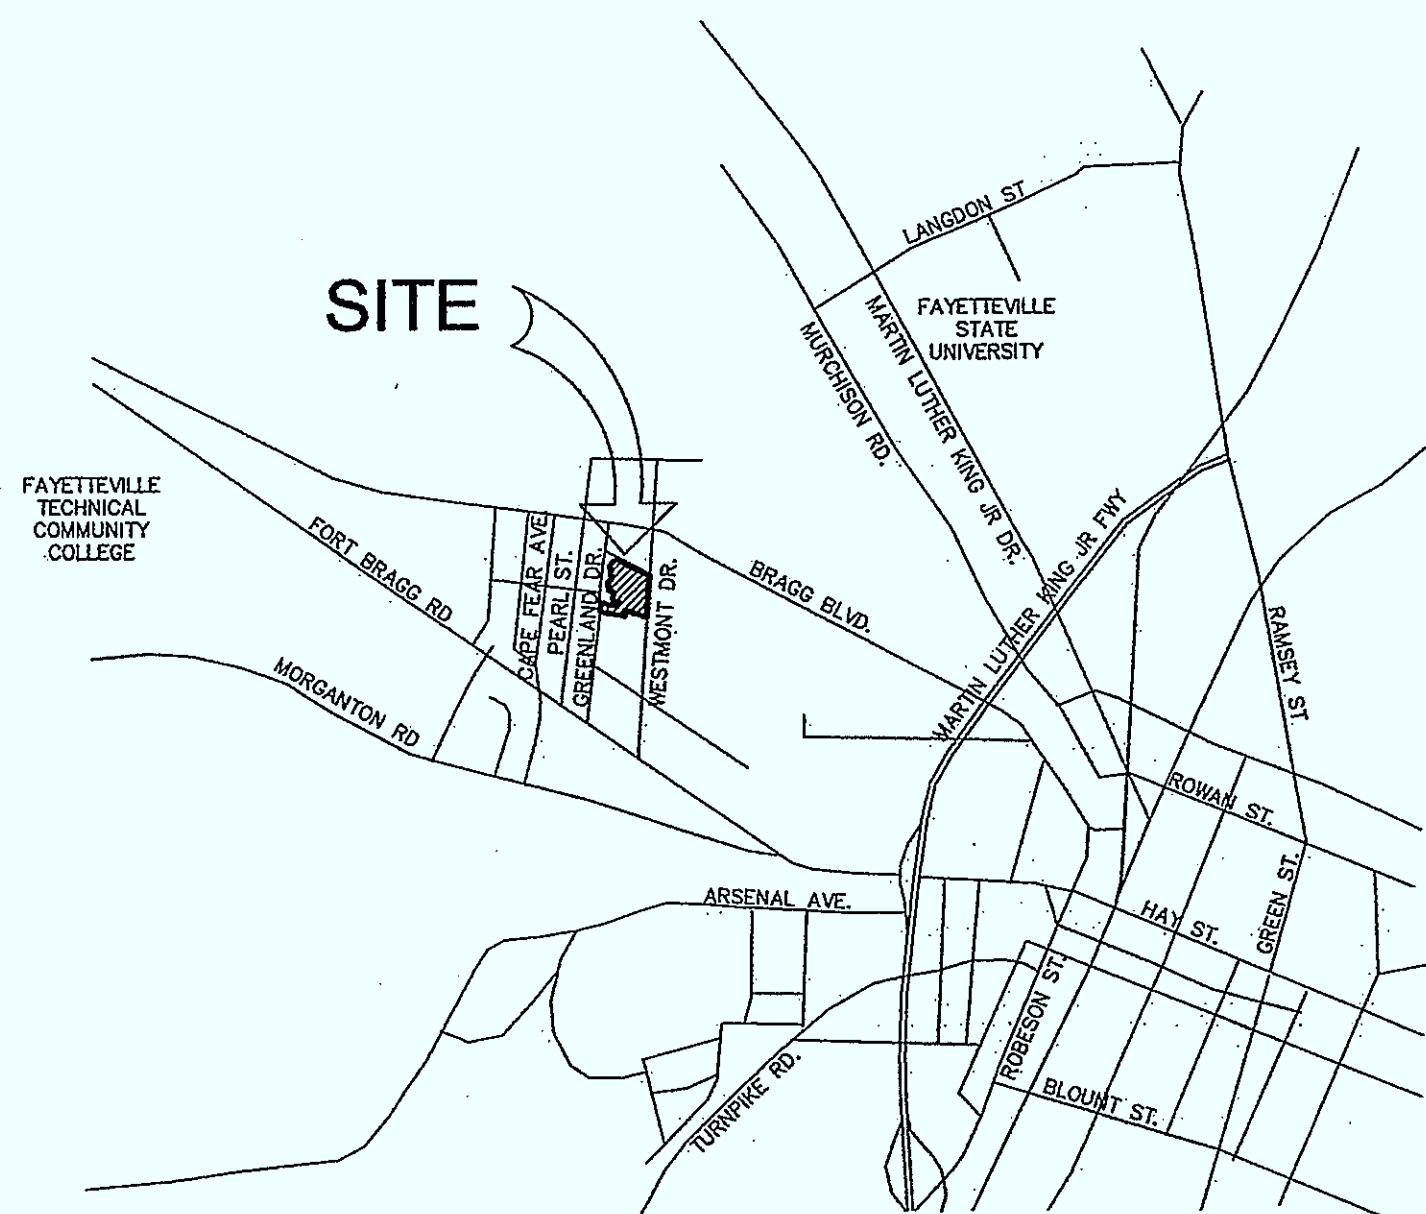 LANGDON ST
SITE
FAYETTEVILLE
STATE
UNIVERSITY
MARTIN LUTHER KING JR DR.
MURCHISON RD.
FAYETTEVILLE
TECHNICAL
COMMUNITY
COLLEGE
FORT BRAGG RD
CAPE FEAR AVE.
PEARL ST.
GREENLAND DR.
WESTMONT DR.
BRAGG BLVD.
MARTIN LUTHER KING JR FWY
RAMSEY ST
MORGANTON RD
ROWAN ST.
ARSENAL AVE.
HAY ST.
GREEN ST.
ROBESON ST.
TURNPIKE RD.
BLOUNT ST.